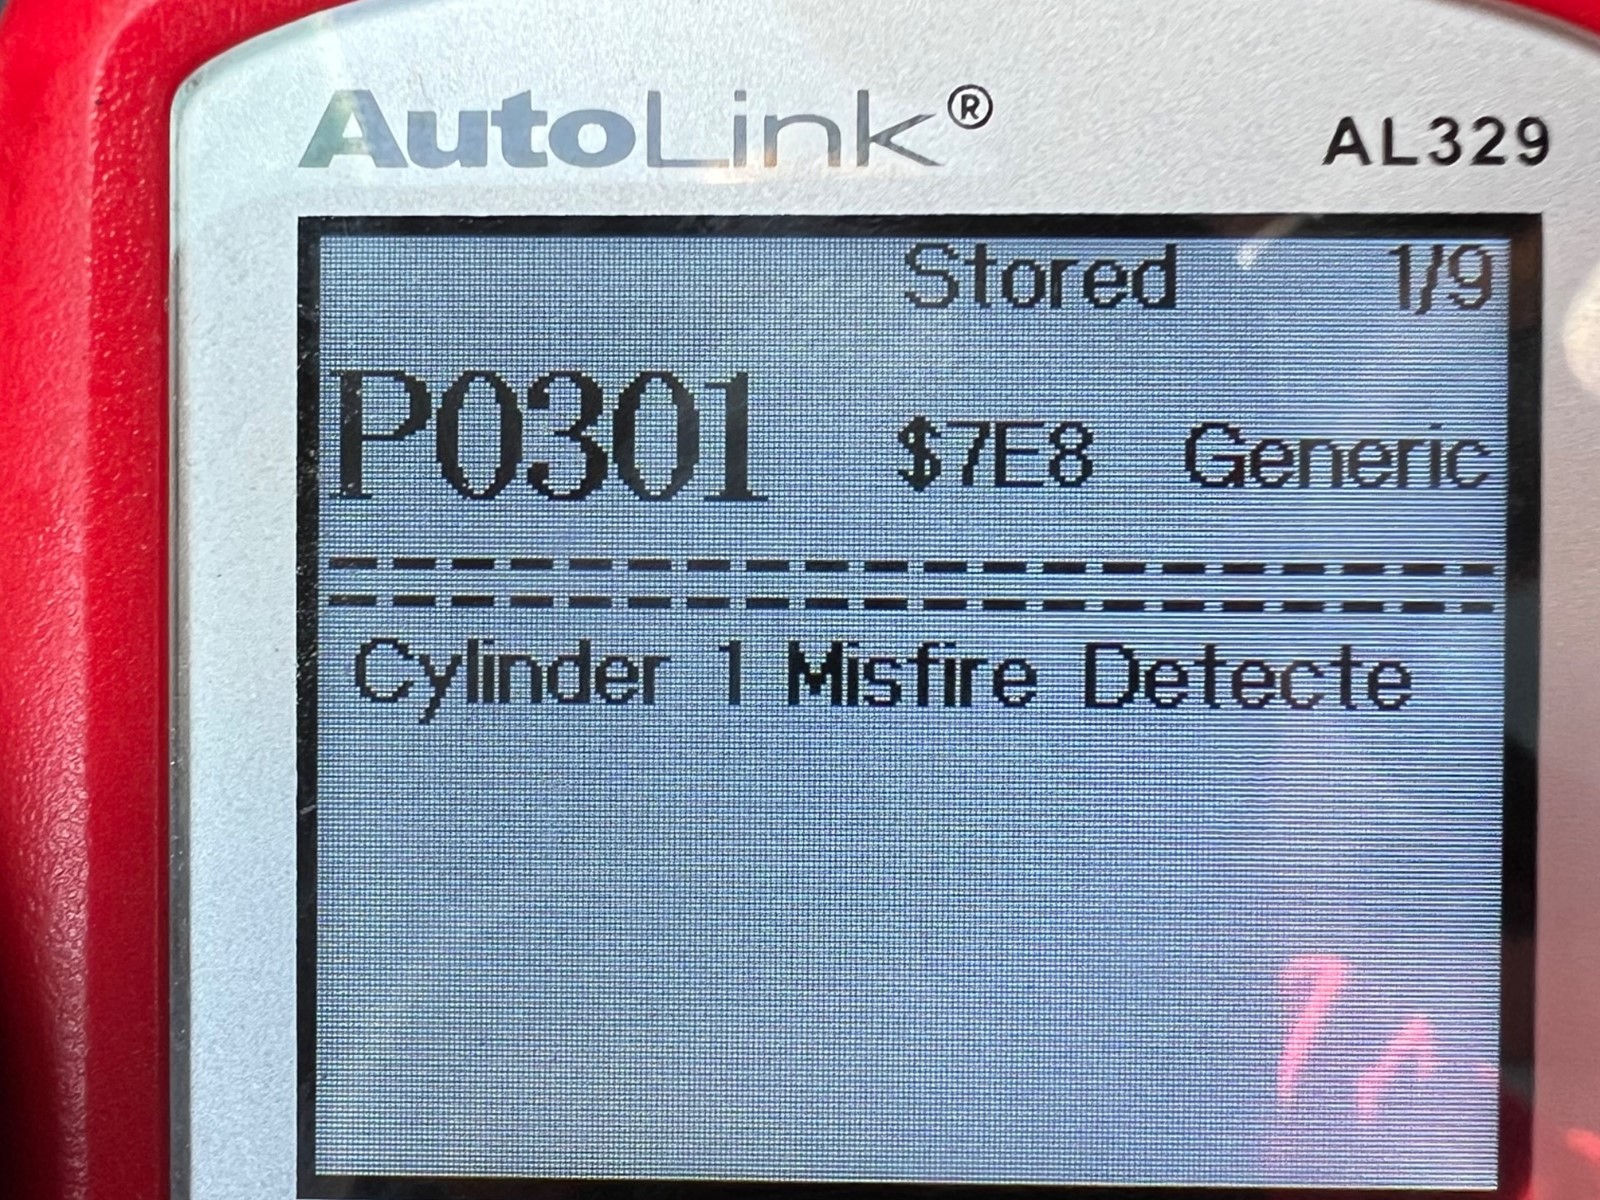 AutoLink®
AL329
Stored 1/9
P0301 $7E8 Generic
Cylinder 1 Misfire Detecte